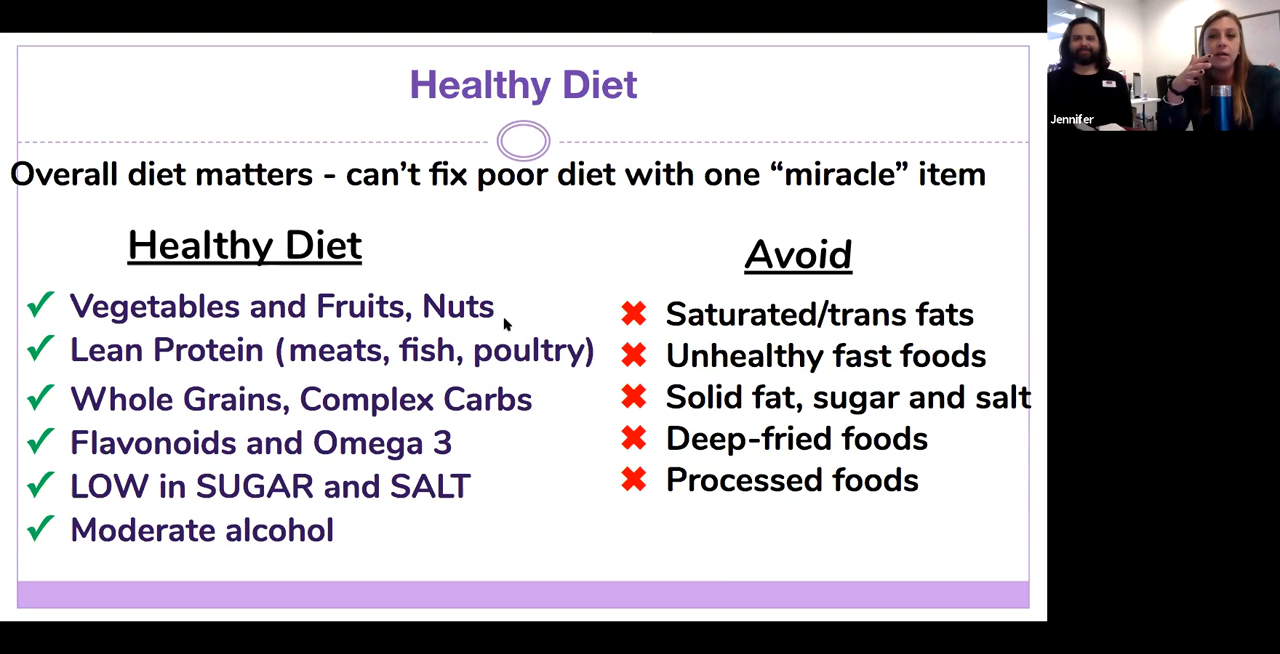 Healthy Diet
Overall diet matters - can't fix poor diet with one “miracle” item
Healthy Diet
✓ Vegetables and Fruits, Nuts
✓ Lean Protein (meats, fish, poultry)
✓ Whole Grains, Complex Carbs
✓ Flavonoids and Omega 3
✓ LOW in SUGAR and SALT
✓ Moderate alcohol
Avoid
✖ Saturated/trans fats
✖ Unhealthy fast foods
✖ Solid fat, sugar and salt
✖ Deep-fried foods
✖ Processed foods
Jennifer